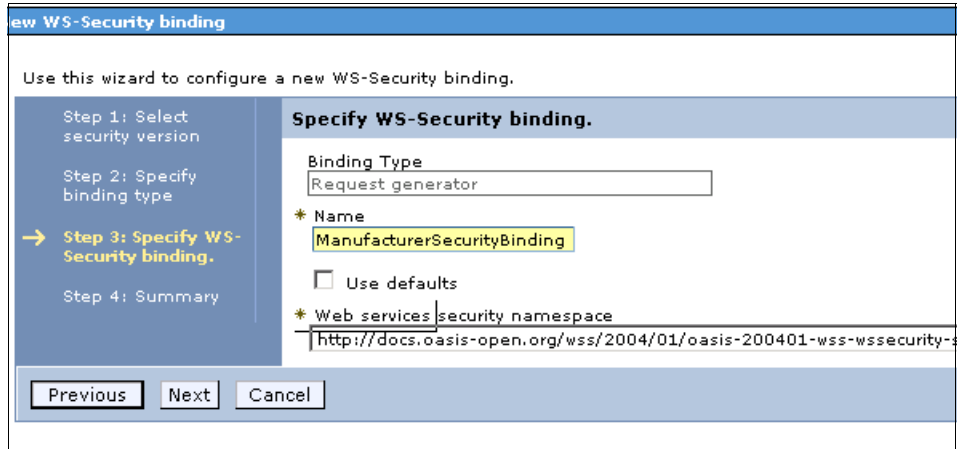 ew WS-Security binding
Use this wizard to configure a new WS-Security binding.
Step 1: Select
security version
Step 2: Specify
binding type
Step 3: Specify WS-
Security binding.
Step 4: Summary
Specify WS-Security binding.
Binding Type
Request generator
* Name
ManufacturerSecurityBinding
Use defaults
* Web services security namespace
http://docs.oasis-open.org/wss/2004/01/oasis-200401-wss-wssecurity-s
Previous
Next
Cancel